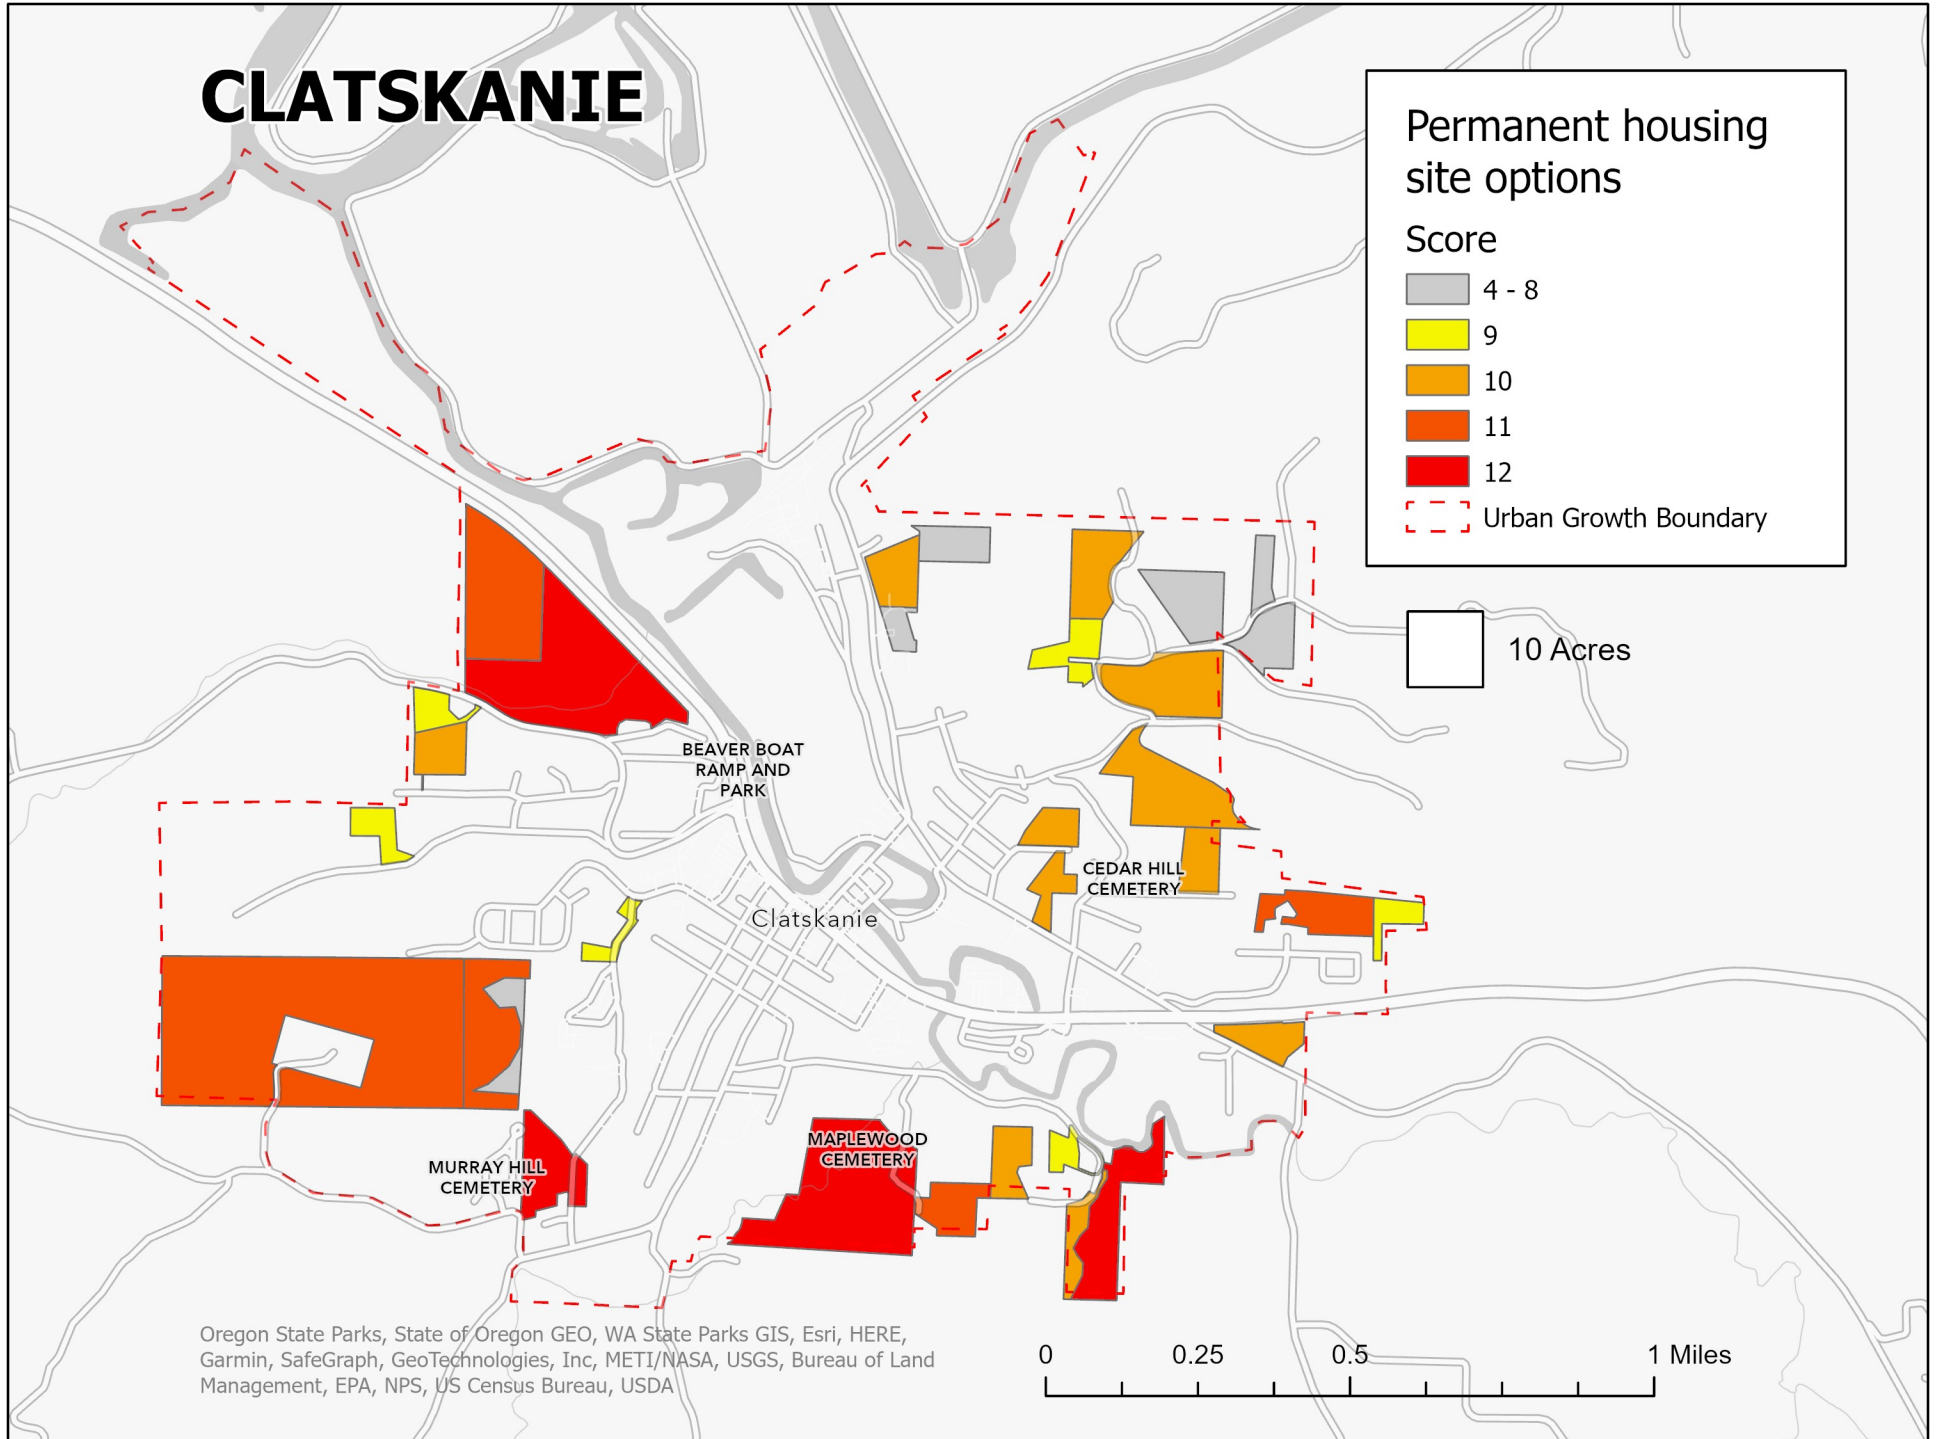 CLATSKANIE
Permanent housing
site options
Score
4 - 8
9
10
11
12
Urban Growth Boundary
10 Acres
BEAVER BOAT
RAMP AND
PARK
CEDAR HILL
CEMETERY
Clatskanie
MAPLEWOOD
CEMETERY
MURRAY HILL
CEMETERY
Oregon State Parks, State of Oregon GEO, WA State Parks GIS, Esri, HERE,
Garmin, SafeGraph, GeoTechnologies, Inc, METI/NASA, USGS, Bureau of Land
Management, EPA, NPS, US Census Bureau, USDA
0 0.25 0.5 1 Miles